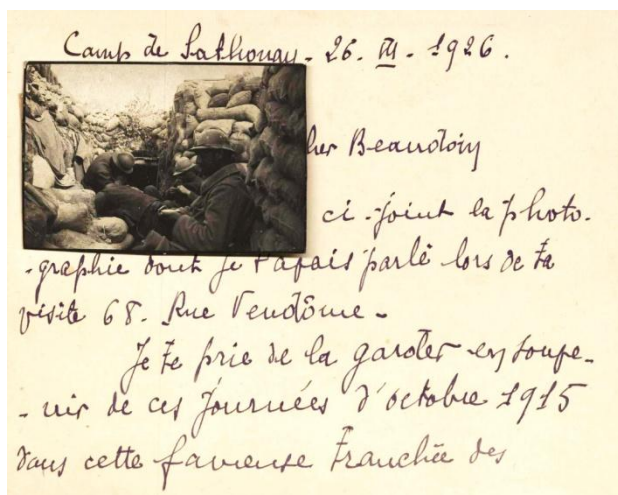 Camp de Sathonay - 26. III - 1926.
cher Beaudoin
ci-joint la photo-
-graphie dont je t'avais parlé lors de ta
visite 68. Rue Vendôme -
Je te prie de la garder en souve-
- nir de ces journées d'octobre 1915
dans cette fameuse tranchée des